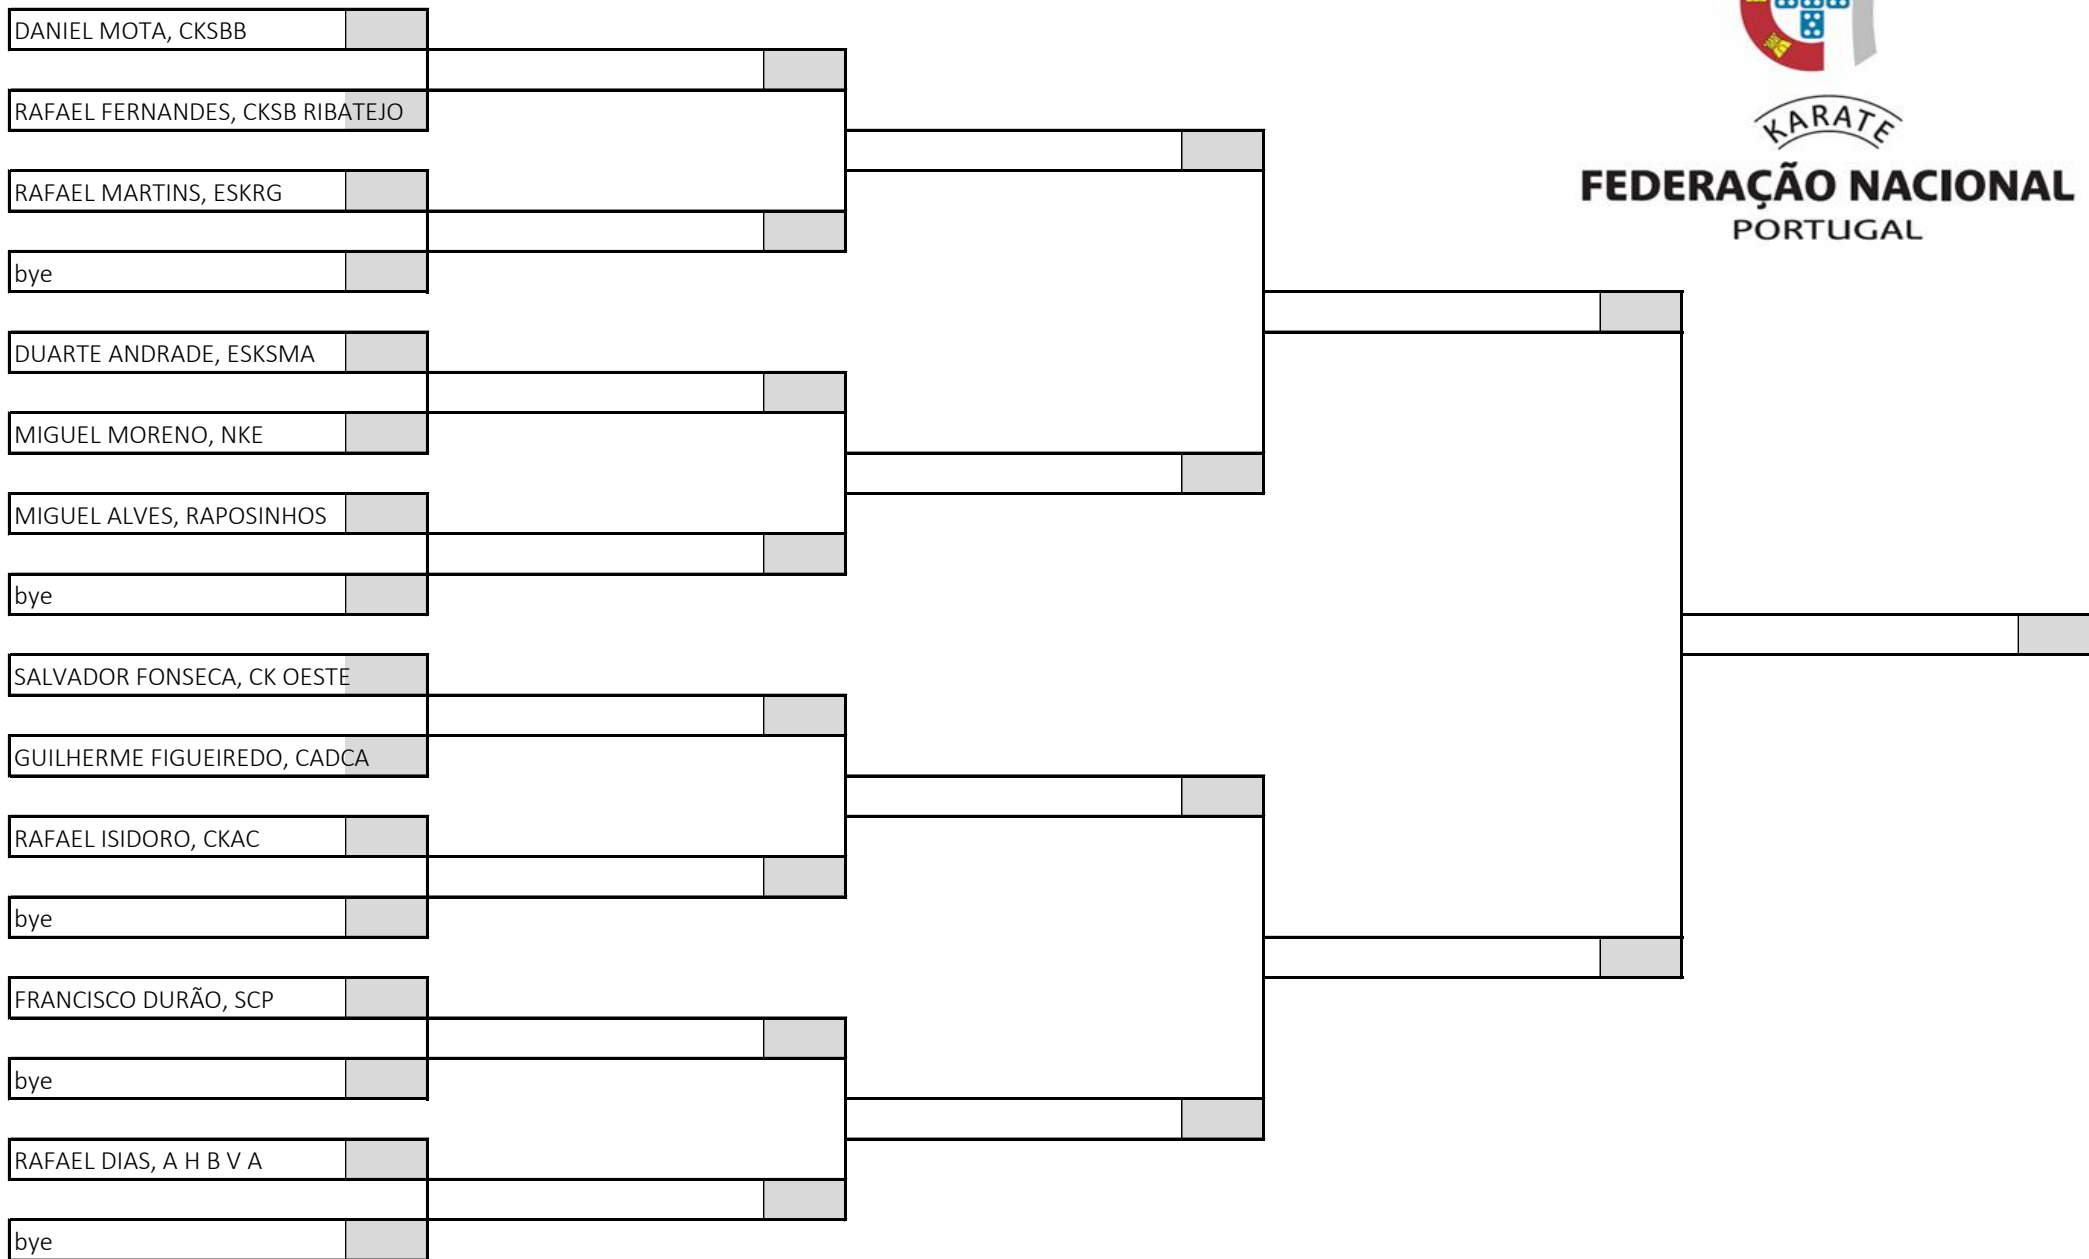 DANIEL MOTA, CKSBB
RAFAEL FERNANDES, CKSB RIBATEJO
RAFAEL MARTINS, ESKRG
bye
DUARTE ANDRADE, ESKSMA
MIGUEL MORENO, NKE
MIGUEL ALVES, RAPOSINHOS
bye
SALVADOR FONSECA, CK OESTE
GUILHERME FIGUEIREDO, CADCA
RAFAEL ISIDORO, CKAC
bye
FRANCISCO DURÃO, SCP
bye
RAFAEL DIAS, A H B V A
bye
KARATE
FEDERAÇÃO NACIONAL
PORTUGAL